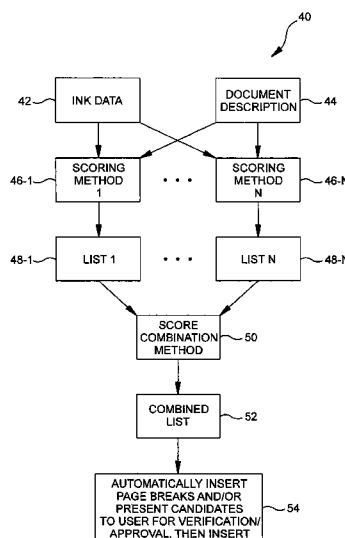 40
42
INK DATA
DOCUMENT
DESCRIPTION
44
46-1
SCORING
METHOD
1
. . .
SCORING
METHOD
N
46-N
48-1
LIST 1
. . .
LIST N
48-N
SCORE
COMBINATION
METHOD
50
COMBINED
LIST
52
AUTOMATICALLY INSERT
PAGE BREAKS AND/OR
PRESENT CANDIDATES
TO USER FOR VERIFICATION/
APPROVAL, THEN INSERT
54